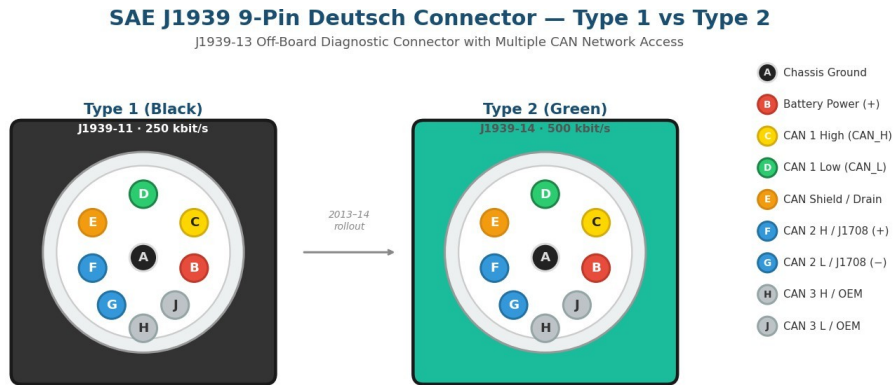 SAE J1939 9-Pin Deutsch Connector — Type 1 vs Type 2
J1939-13 Off-Board Diagnostic Connector with Multiple CAN Network Access
Type 1 (Black)
J1939-11 · 250 kbit/s
D
E
C
A
F
B
G
J
H
2013–14
rollout
Type 2 (Green)
J1939-14 · 500 kbit/s
D
E
C
A
F
B
G
J
H
A Chassis Ground
B Battery Power (+)
C CAN 1 High (CAN_H)
D CAN 1 Low (CAN_L)
E CAN Shield / Drain
F CAN 2 H / J1708 (+)
G CAN 2 L / J1708 (−)
H CAN 3 H / OEM
J CAN 3 L / OEM